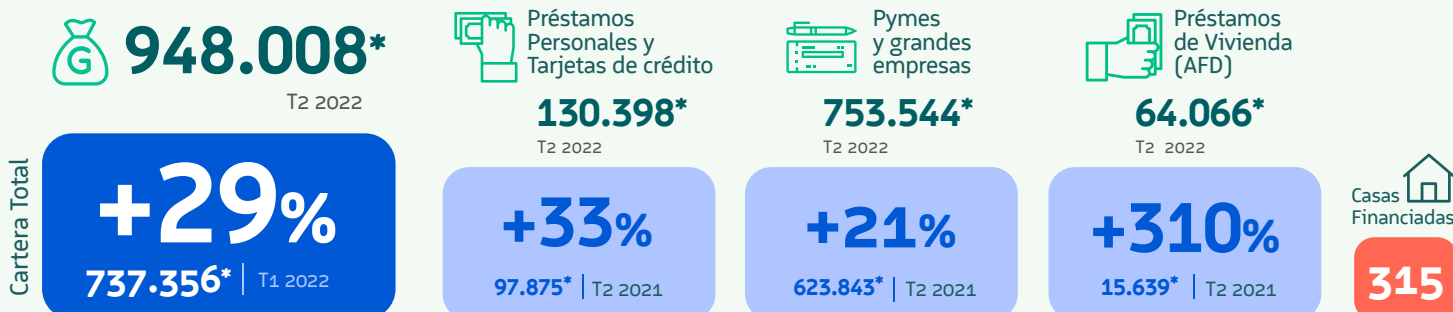 Cartera Total
G
948.008*
T2 2022
+29%
737.356* | T1 2022
Préstamos
Personales y
Tarjetas de crédito
130.398*
T2 2022
+33%
97.875* | T2 2021
Pymes
y grandes
empresas
753.544*
T2 2022
+21%
623.843* | T2 2021
Préstamos
de Vivienda
(AFD)
64.066*
T2 2022
+310%
15.639* | T2 2021
Casas
Financiadas
315